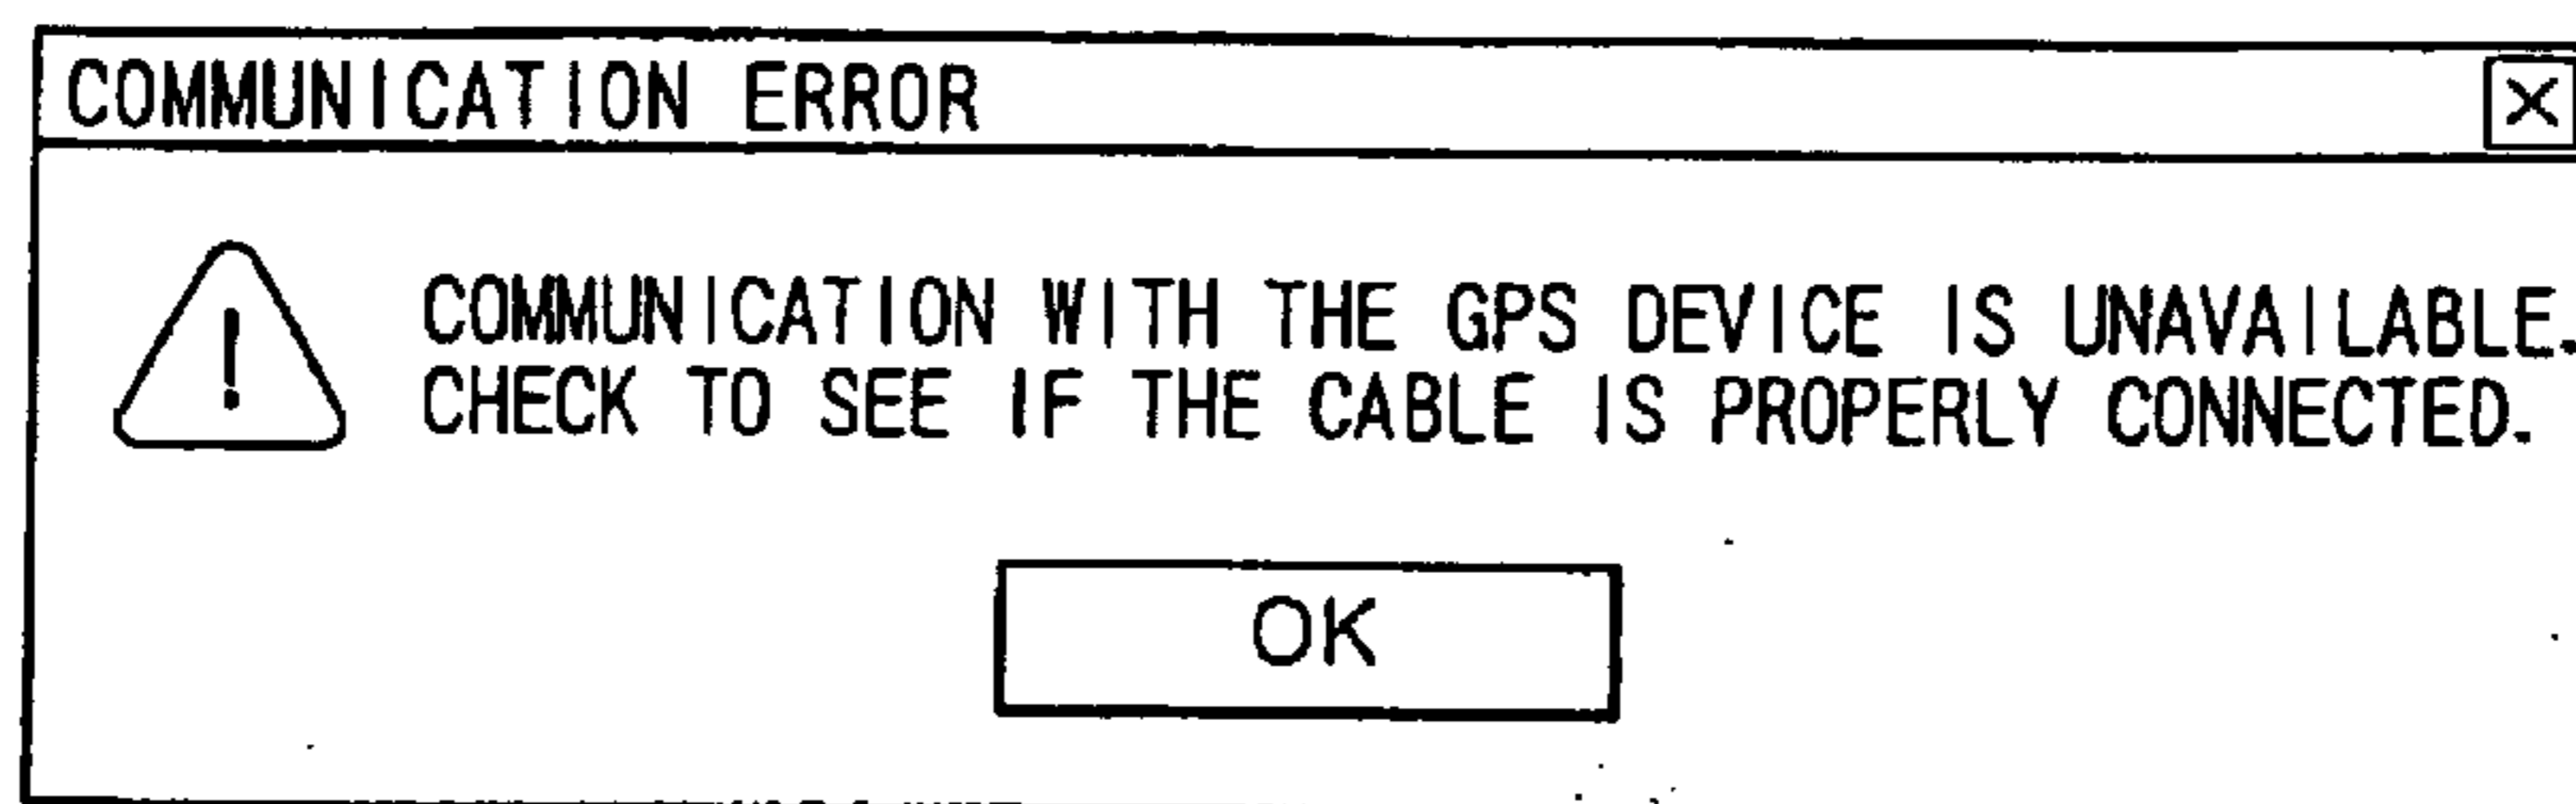 COMMUNICATION ERROR
COMMUNICATION WITH THE GPS DEVICE IS UNAVAILABLE.
CHECK TO SEE IF THE CABLE IS PROPERLY CONNECTED.
OK